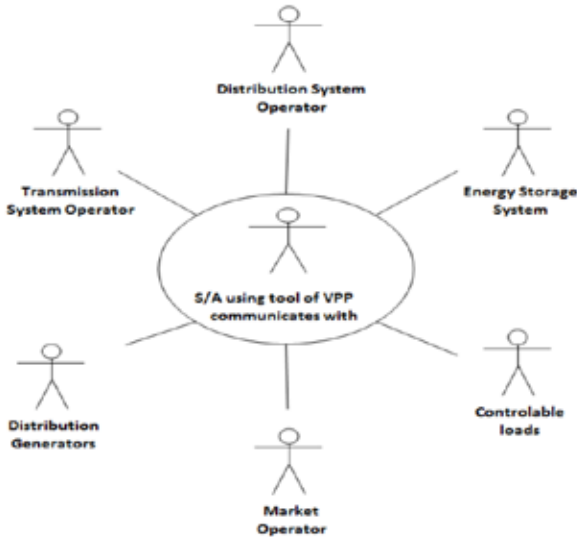 Distribution System
Operator
Transmission
System Operator
Energy Storage
System
S/A using tool of VPP
communicates with
Distribution
Generators
Controlable
loads
Market
Operator